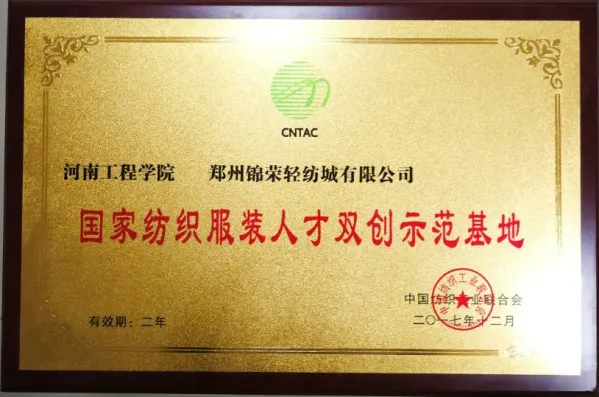 CNTAC
河南工程学院 郑州锦荣轻纺城有限公司
国家纺织服装人才双创示范基地
中国纺织工业联合会
有效期：二年
二〇一七年十二月